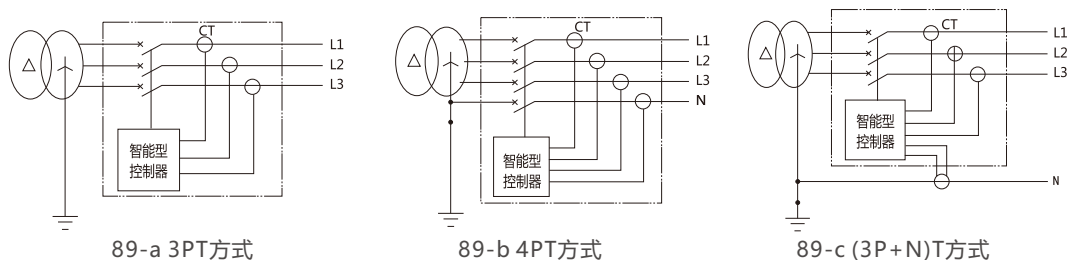 CT
L1
L2
L3
智能型
控制器
89-a 3PT方式
CT
L1
L2
L3
N
智能型
控制器
89-b 4PT方式
CT
L1
L2
L3
智能型
控制器
N
89-c (3P+N)T方式